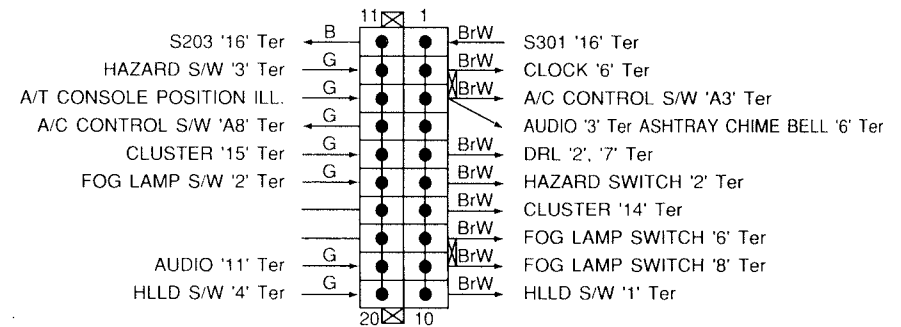 11 1
S203 '16' Ter B BrW S301 '16' Ter
HAZARD S/W '3' Ter G BrW CLOCK '6' Ter
A/T CONSOLE POSITION ILL. G BrW A/C CONTROL S/W 'A3' Ter
A/C CONTROL S/W 'A8' Ter G AUDIO '3' Ter ASHTRAY CHIME BELL '6' Ter
CLUSTER '15' Ter G BrW DRL '2', '7' Ter
FOG LAMP S/W '2' Ter G BrW HAZARD SWITCH '2' Ter
BrW CLUSTER '14' Ter
BrW FOG LAMP SWITCH '6' Ter
AUDIO '11' Ter G BrW FOG LAMP SWITCH '8' Ter
HLLD S/W '4' Ter G BrW HLLD S/W '1' Ter
20 10